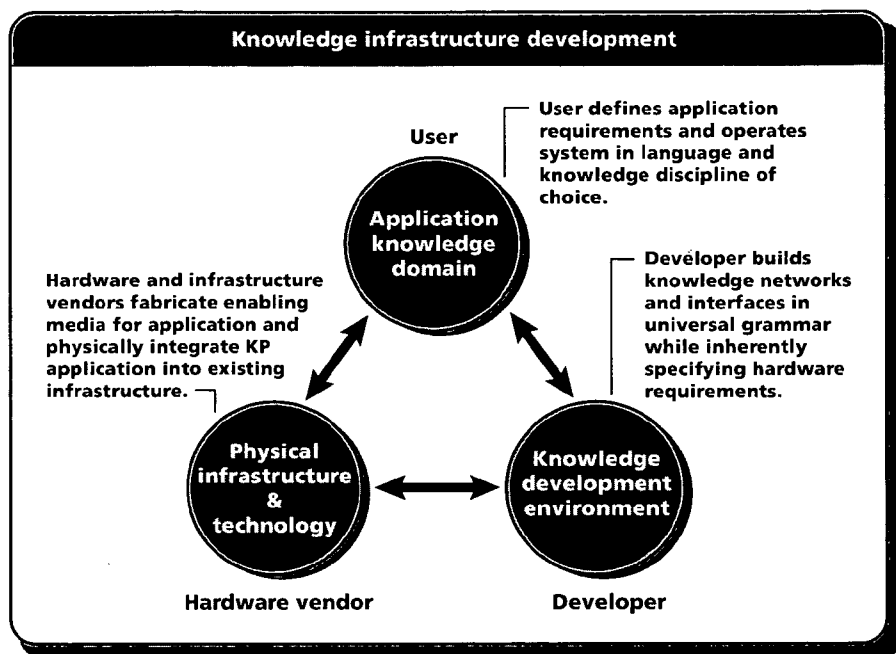 Knowledge infrastructure development
User
User defines application
requirements and operates
system in language and
knowledge discipline of
choice.
Application
knowledge
domain
Hardware and infrastructure
vendors fabricate enabling
media for application and
physically integrate KP
application into existing
infrastructure.
Developer builds
knowledge networks
and interfaces in
universal grammar
while inherently
specifying hardware
requirements.
Physical
infrastructure
&
technology
Knowledge
development
environment
Hardware vendor
Developer